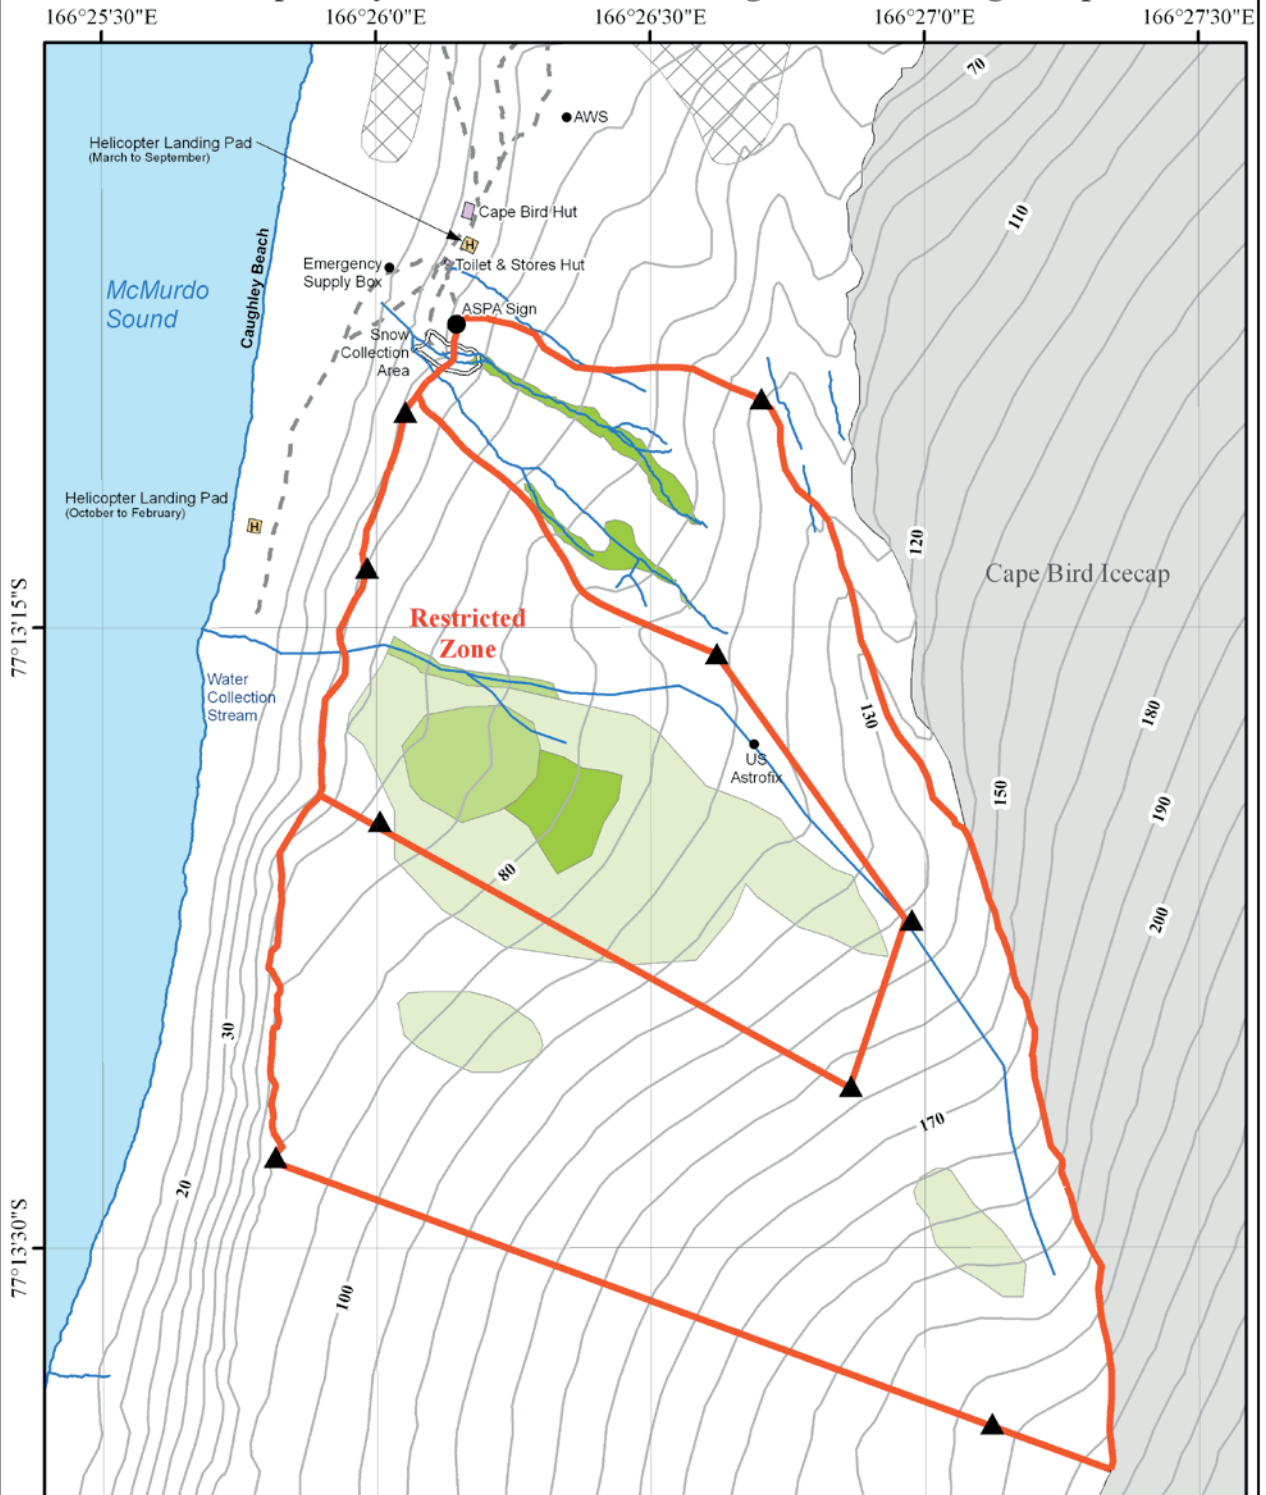 166°25'30"E
166°26'0"E
166°26'30"E
166°27'0"E
166°27'30"E
70
AWS
Helicopter Landing Pad
(March to September)
110
Cape Bird Hut
H
Emergency
Supply Box
Toilet & Stores Hut
McMurdo
Sound
Caughley Beach
ASPA Sign
Snow
Collection
Area
Helicopter Landing Pad
(October to February)
H
120
Cape Bird Icecap
77°13'15"S
Restricted
Zone
Water
Collection
Stream
130
180
US
Astrofix
150
190
80
200
30
170
20
77°13'30"S
100